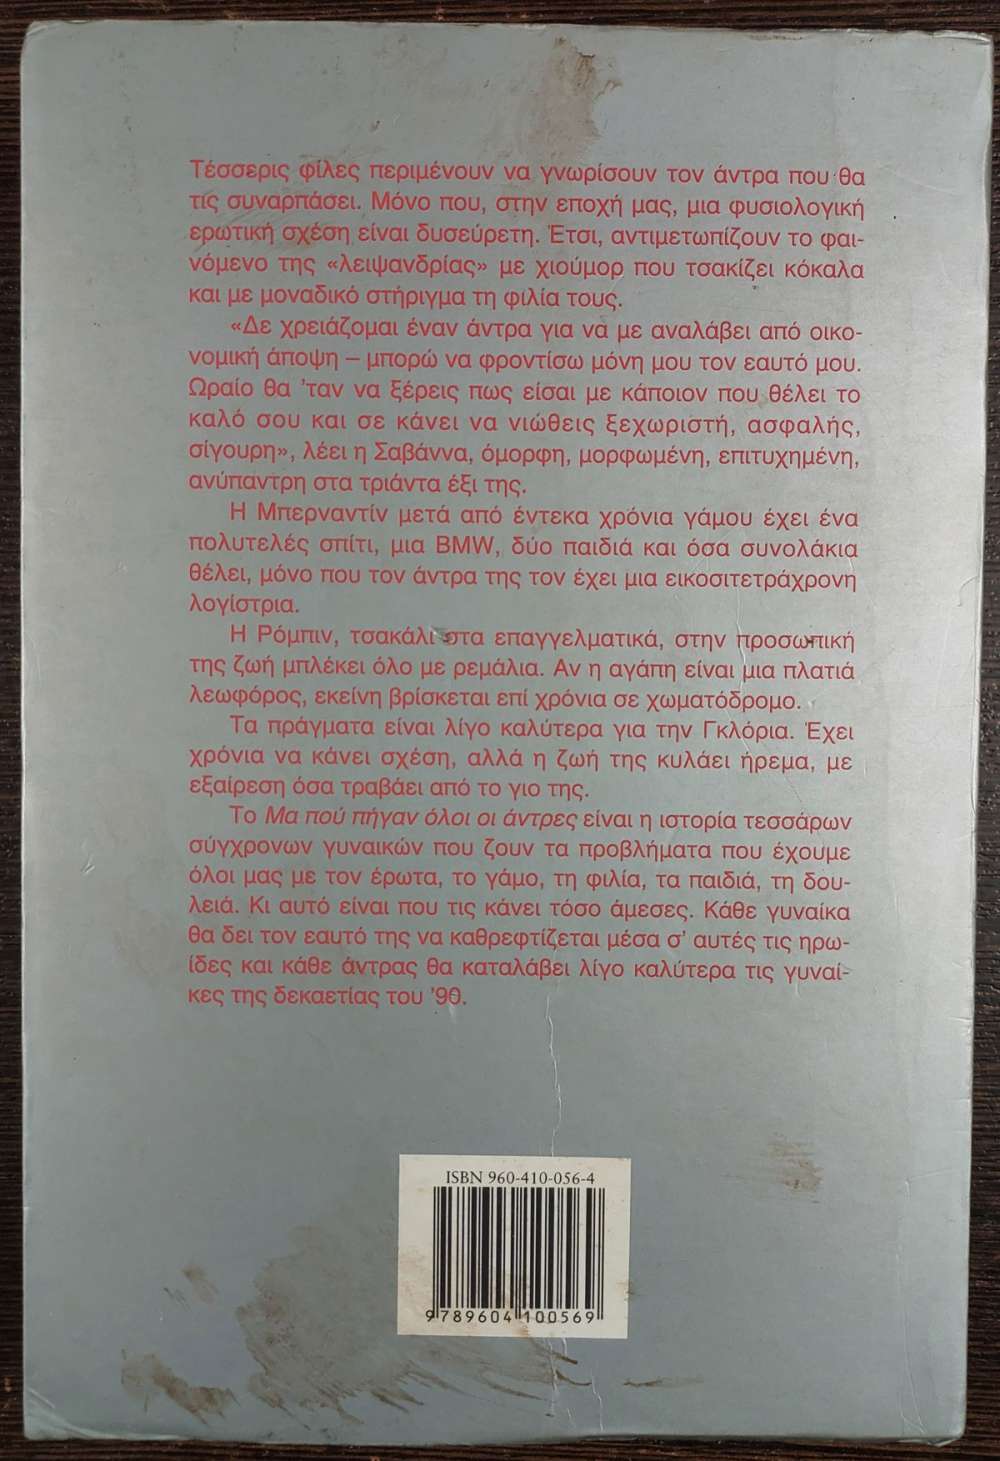 Τέσσερις φίλες περιμένουν να γνωρίσουν τον άντρα που θα
τις συναρπάσει. Μόνο που, στην εποχή μας, μια φυσιολογική
ερωτική σχέση είναι δυσεύρετη. Έτσι, αντιμετωπίζουν το φαι-
νόμενο της «λειψανδρίας» με χιούμορ που τσακίζει κόκαλα
και με μοναδικό στήριγμα τη φιλία τους.
«Δε χρειάζομαι έναν άντρα για να με αναλάβει από οικο-
νομική άποψη – μπορώ να φροντίσω μόνη μου τον εαυτό μου.
Ωραίο θα 'ταν να ξέρεις πως είσαι με κάποιον που θέλει το
καλό σου και σε κάνει να νιώθεις ξεχωριστή, ασφαλής,
σίγουρη», λέει η Σαβάννα, όμορφη, μορφωμένη, επιτυχημένη,
ανύπαντρη στα τριάντα έξι της.
Η Μπερναντίν μετά από έντεκα χρόνια γάμου έχει ένα
πολυτελές σπίτι, μια BMW, δύο παιδιά και όσα συνολάκια
θέλει, μόνο που τον άντρα της τον έχει μια εικοσιτετράχρονη
λογίστρια.
Η Ρόμπιν, τσακάλι στα επαγγελματικά, στην προσωπική
της ζωή μπλέκει όλο με ρεμάλια. Αν η αγάπη είναι μια πλατιά
λεωφόρος, εκείνη βρίσκεται επί χρόνια σε χωματόδρομο.
Τα πράγματα είναι λίγο καλύτερα για την Γκλόρια. Έχει
χρόνια να κάνει σχέση, αλλά η ζωή της κυλάει ήρεμα, με
εξαίρεση όσα τραβάει από το γιο της.
Το Μα πού πήγαν όλοι οι άντρες είναι η ιστορία τεσσάρων
σύγχρονων γυναικών που ζουν τα προβλήματα που έχουμε
όλοι μας με τον έρωτα, το γάμο, τη φιλία, τα παιδιά, τη δου-
λειά. Κι αυτό είναι που τις κάνει τόσο άμεσες. Κάθε γυναίκα
θα δει τον εαυτό της να καθρεφτίζεται μέσα σ' αυτές τις ηρω-
ίδες και κάθε άντρας θα καταλάβει λίγο καλύτερα τις γυναί-
κες της δεκαετίας του '90.
ISBN 960-410-056-4
9 789604 100569